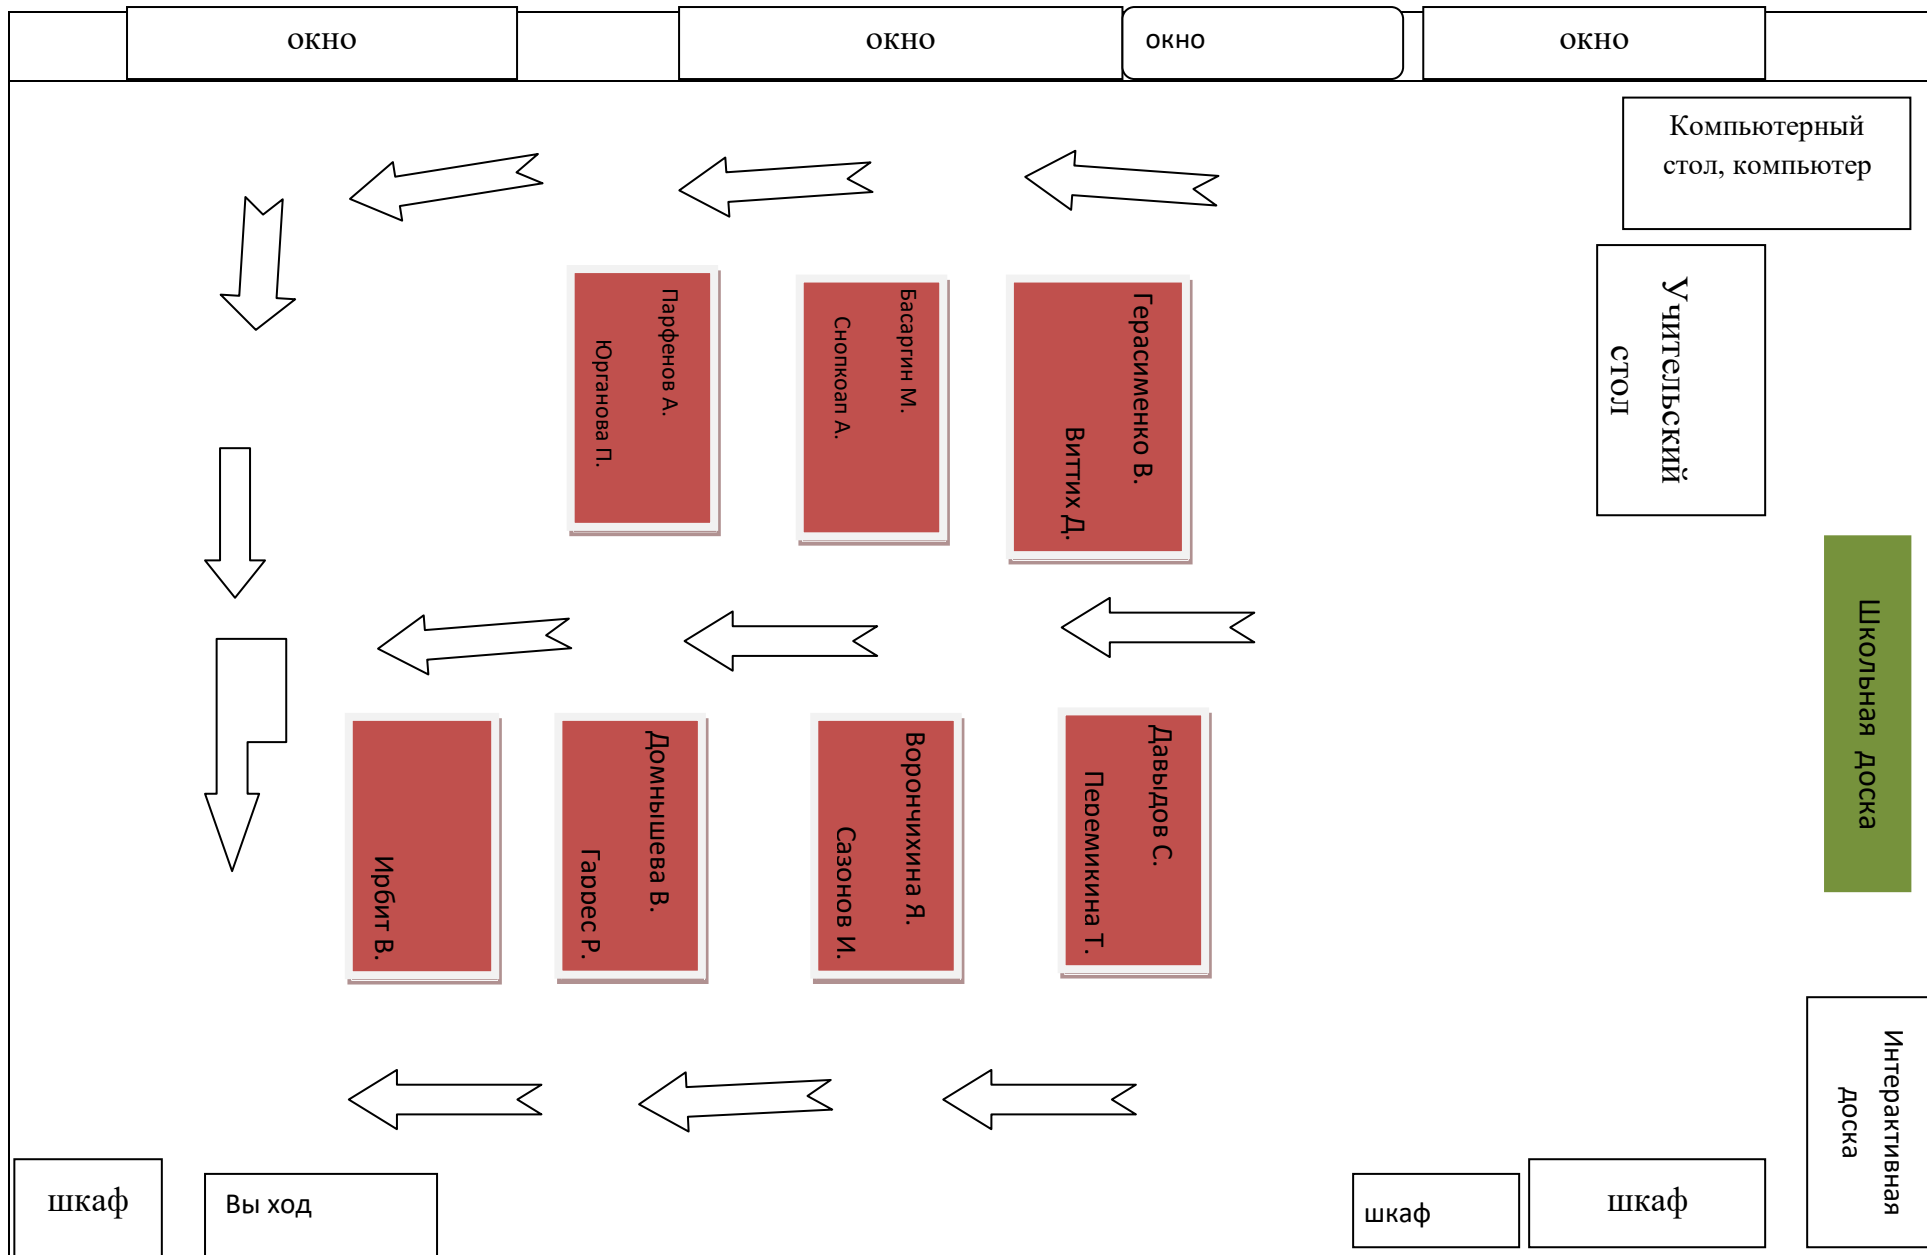 окно
окно
окно
окно
Компьютерный
стол, компьютер
Учительский
стол
Парфенов А.
Юрганова П.
Басаргин М.
Снопкоап А.
Герасименко В.
Виттих Д.
Школьная доска
Ирбит В.
Домнышева В.
Гаррес Р.
Ворончихина Я.
Сазонов И.
Давыдов С.
Перемикина Т.
Интерактивная
доска
шкаф
Вы ход
шкаф
шкаф